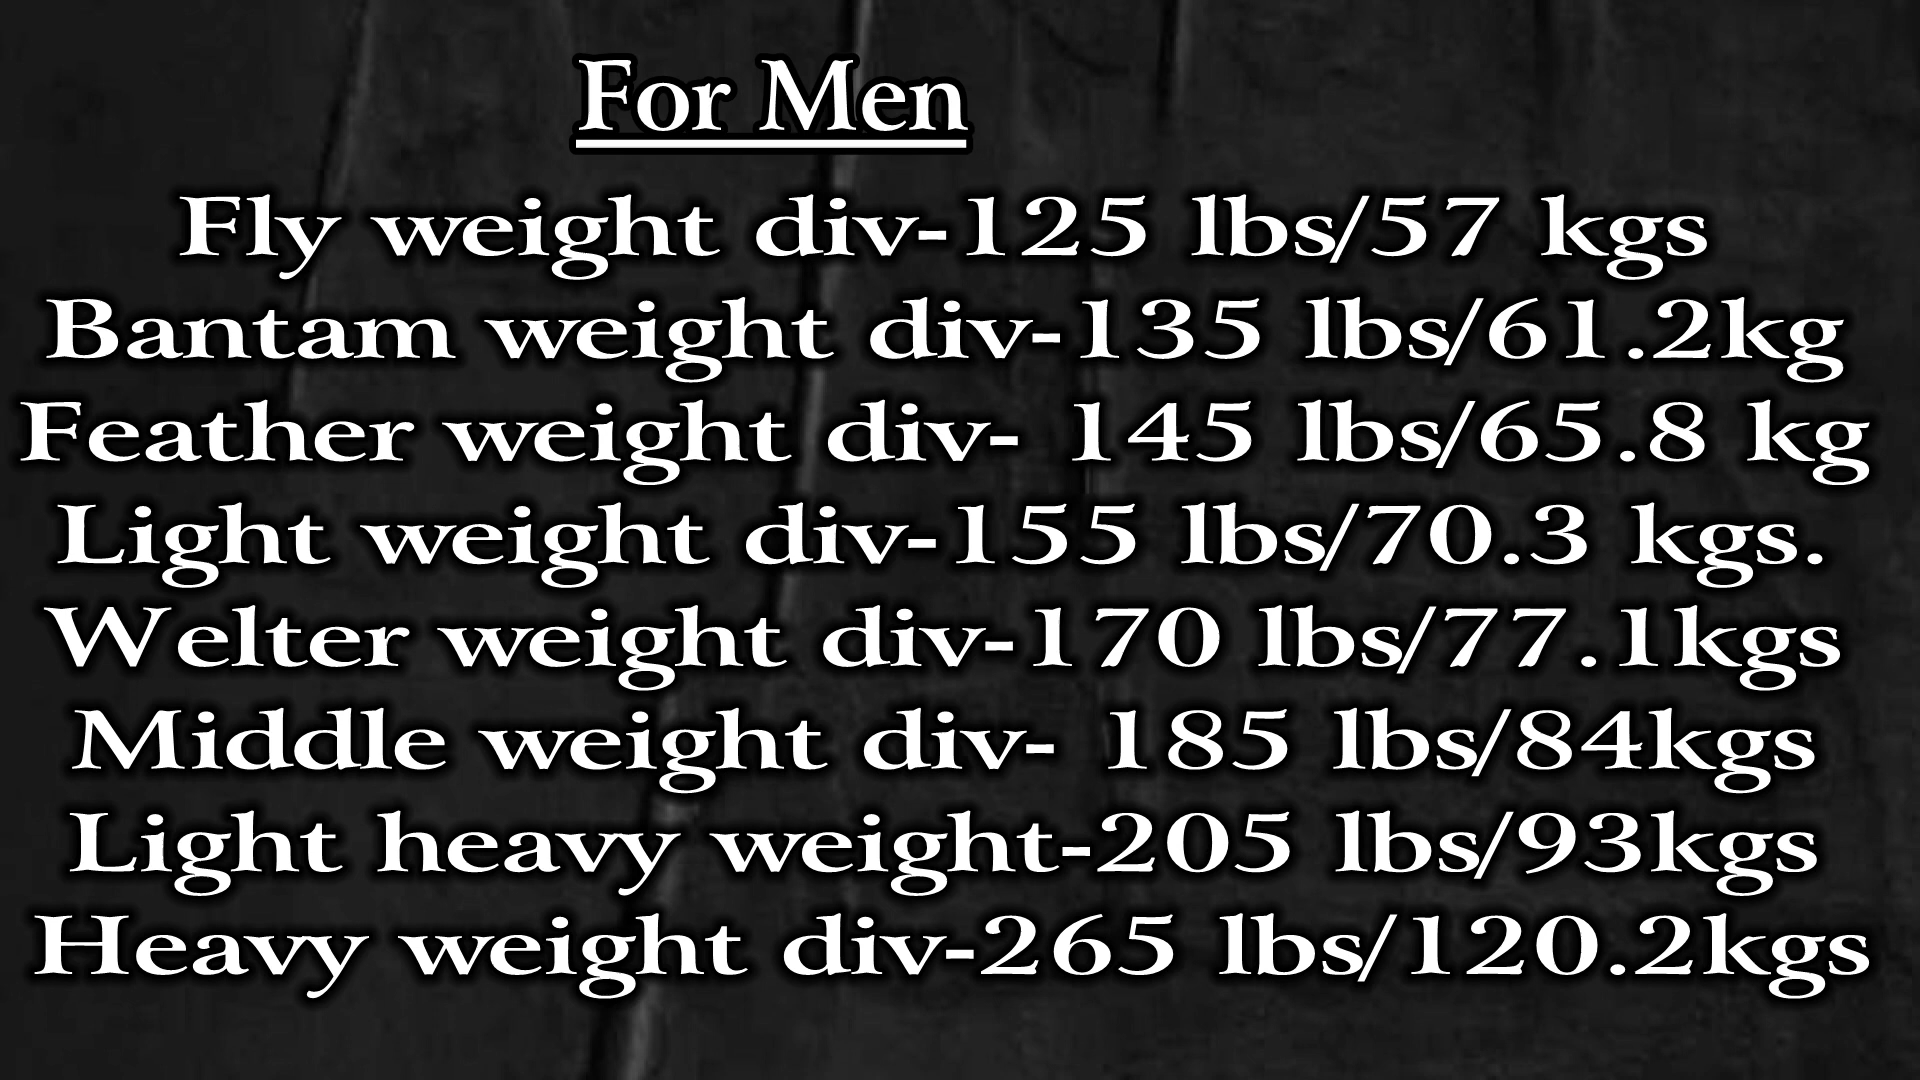 For Men
Fly weight div-125 lbs/57 kgs
Bantam weight div-135 lbs/61.2kg
Feather weight div- 145 lbs/65.8 kg
Light weight div-155 lbs/70.3 kgs.
Welter weight div-170 lbs/77.1kgs
Middle weight div- 185 lbs/84kgs
Light heavy weight-205 lbs/93kgs
Heavy weight div-265 lbs/120.2kgs